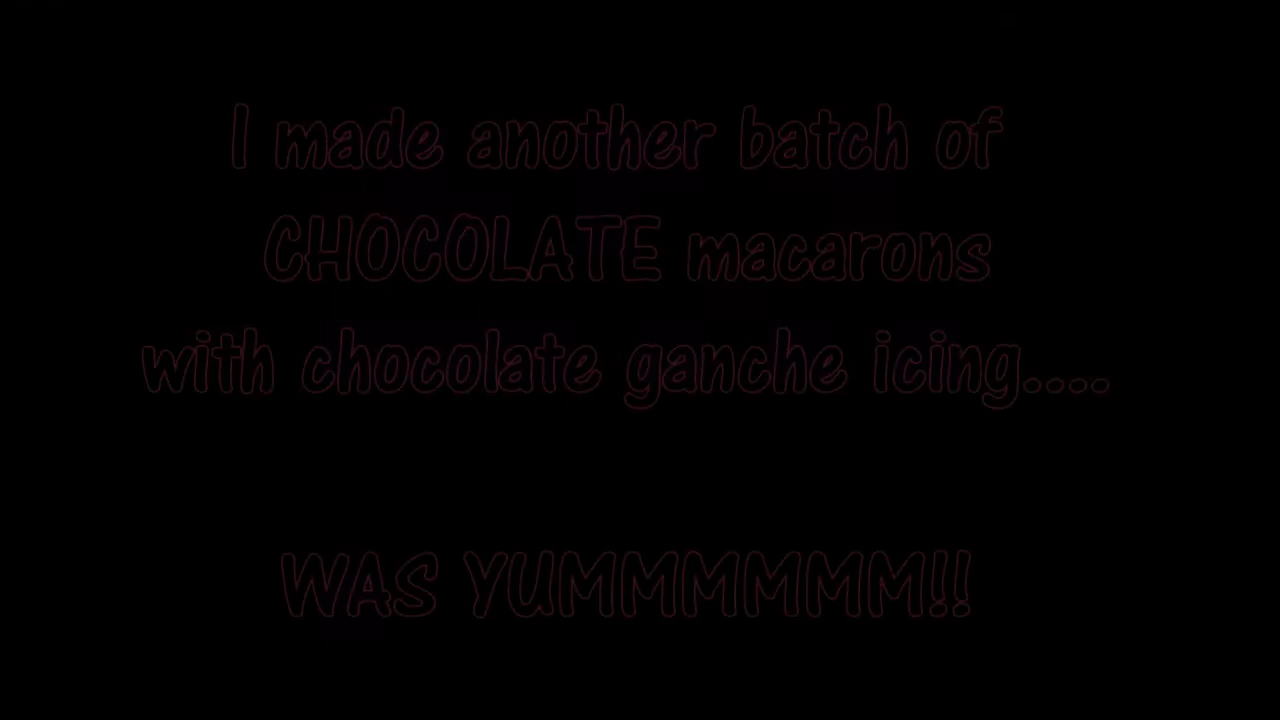 I made another batch of
CHOCOLATE macarons
with chocolate ganche icing....
WAS YUMMMMMM!!